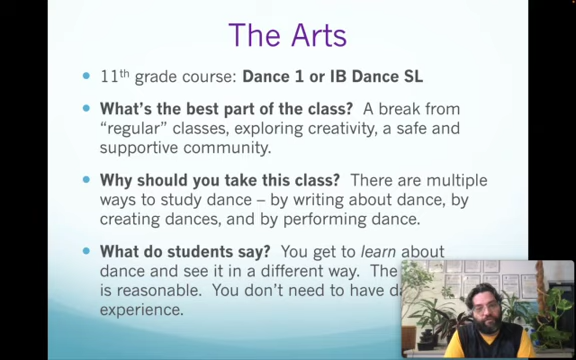 The Arts
11th grade course: Dance 1 or IB Dance SL
What's the best part of the class? A break from
"regular" classes, exploring creativity, a safe and
supportive community.
Why should you take this class? There are multiple
ways to study dance – by writing about dance, by
creating dances, and by performing dance.
What do students say? You get to learn about
dance and see it in a different way. The
is reasonable. You don't need to have
experience.